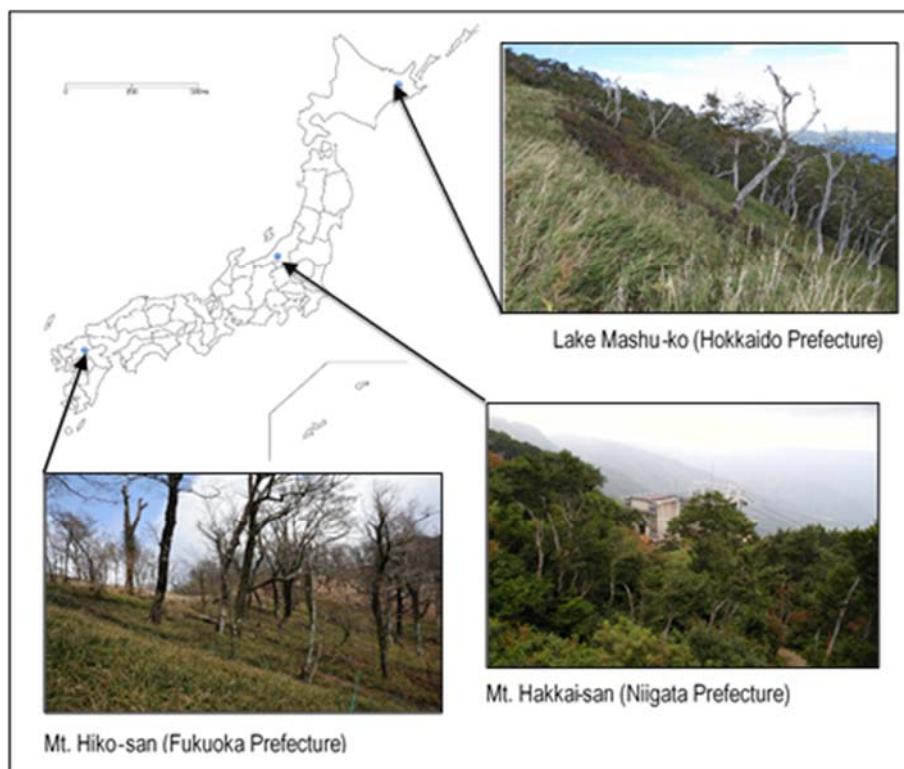 Lake Mashu-ko (Hokkaido Prefecture)
Mt. Hakkai-san (Niigata Prefecture)
Mt. Hiko-san (Fukuoka Prefecture)